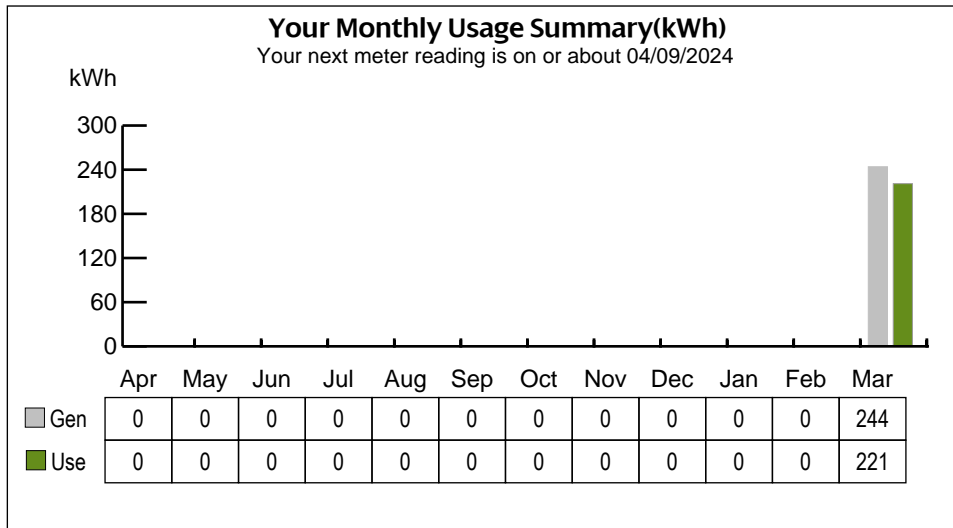 Your Monthly Usage Summary(kWh)
Your next meter reading is on or about 04/09/2024
kWh
300
240
180
120
60
0
Apr May Jun Jul Aug Sep Oct Nov Dec Jan Feb Mar
Gen 0 0 0 0 0 0 0 0 0 0 0 244
Use 0 0 0 0 0 0 0 0 0 0 0 221